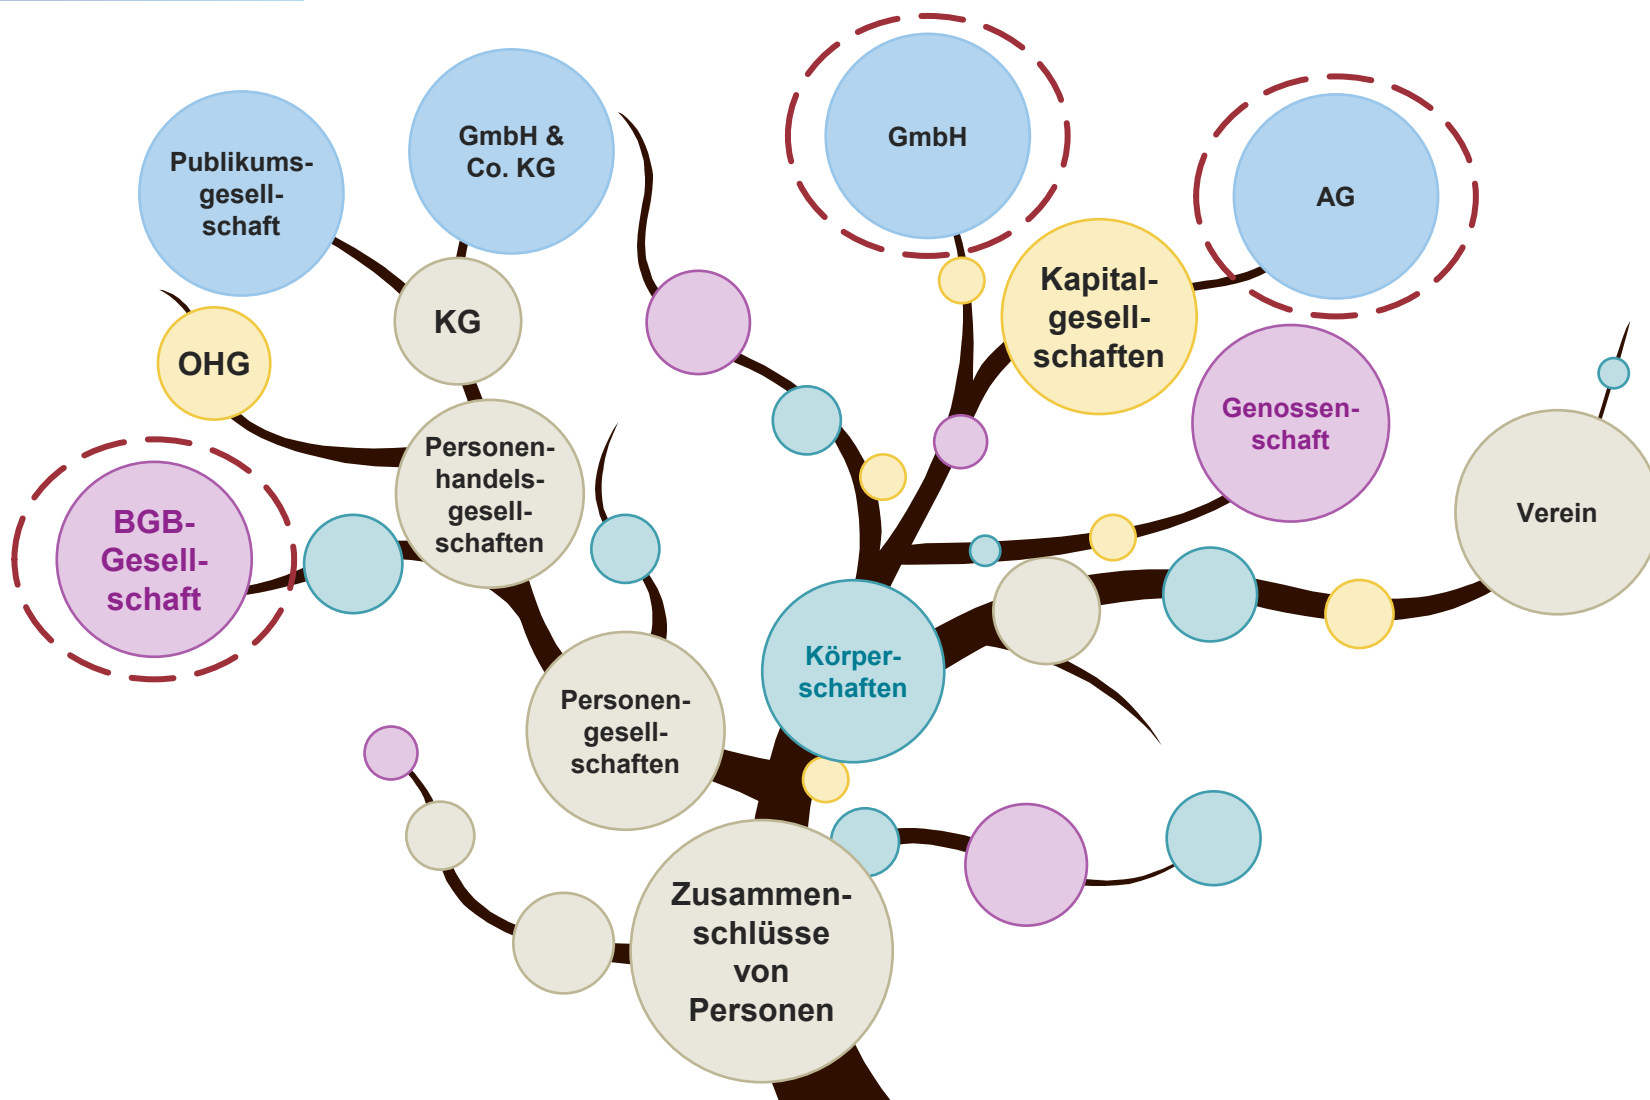 Publikums-
gesell-
schaft
GmbH &
Co. KG
GmbH
AG
OHG
KG
Kapital-
gesell-
schaften
Genossen-
schaft
Verein
BGB-
Gesell-
schaft
Personen-
handels-
gesell-
schaften
Personen-
gesell-
schaften
Körper-
schaften
Zusammen-
schlüsse
von
Personen